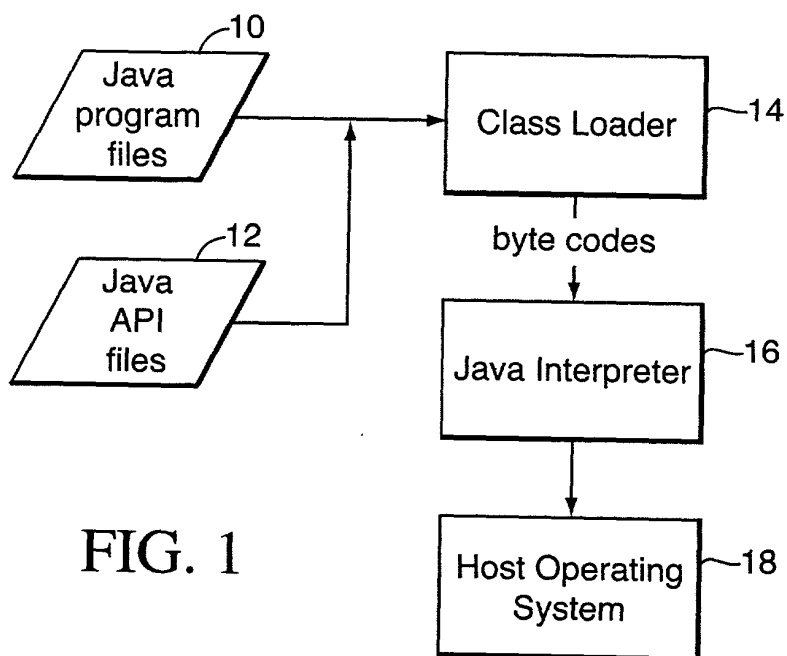 10
Java
program
files
Class Loader
14
byte codes
12
Java
API
files
Java Interpreter
16
FIG. 1
Host Operating
System
18